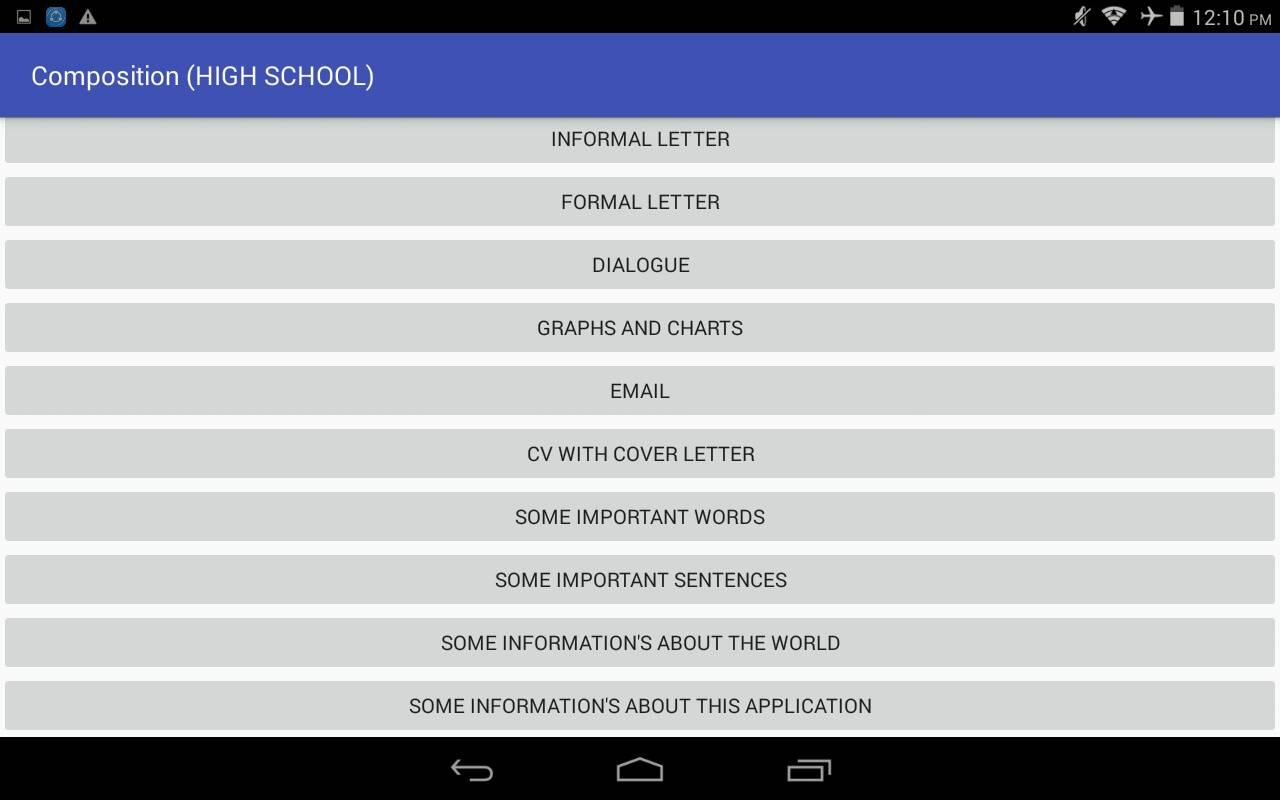 12:10 PM
Composition (HIGH SCHOOL)
INFORMAL LETTER
FORMAL LETTER
DIALOGUE
GRAPHS AND CHARTS
EMAIL
CV WITH COVER LETTER
SOME IMPORTANT WORDS
SOME IMPORTANT SENTENCES
SOME INFORMATION'S ABOUT THE WORLD
SOME INFORMATION'S ABOUT THIS APPLICATION